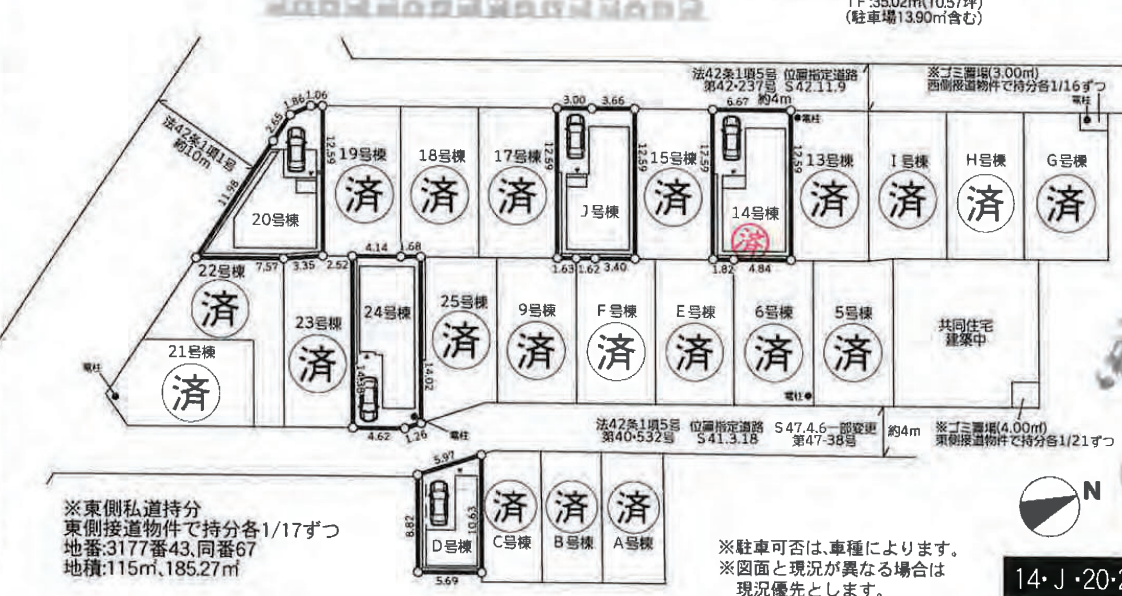 1F:35.02㎡(10.57坪)
(駐車場13.90㎡含む)
法42条1項5号 位置指定道路
第42・237号 S42.11.9
約4m
※ゴミ置場(3.00㎡)
西側接道物件で持分各1/16ずつ
電柱
法42条1項1号
約10m
2.65
1.86
1.06
12.59
11.98
20号棟
19号棟
済
18号棟
済
17号棟
済
3.00
3.66
12.59
12.59
J号棟
15号棟
済
6.67
電柱
12.59
12.59
14号棟
済
13号棟
済
I号棟
済
H号棟
済
G号棟
済
7.57
3.35
2.52
4.14
1.68
1.63
1.62
3.40
1.82
4.84
22号棟
済
21号棟
済
電柱
23号棟
済
24号棟
14.38
14.02
4.62
1.26
電柱
25号棟
済
9号棟
済
F号棟
済
E号棟
済
6号棟
済
電柱
5号棟
済
共同住宅
建築中
法42条1項5号 位置指定道路 S47.4.6一部変更
第40・532号 S41.3.18 第47-38号
約4m
※ゴミ置場(4.00㎡)
東側接道物件で持分各1/21ずつ
5.97
8.82
10.63
5.69
D号棟
済
C号棟
済
B号棟
済
A号棟
※東側私道持分
東側接道物件で持分各1/17ずつ
地番:3177番43、同番67
地積:115㎡、185.27㎡
N
※駐車可否は、車種によります。
※図面と現況が異なる場合は
現況優先とします。
14・J・20・2